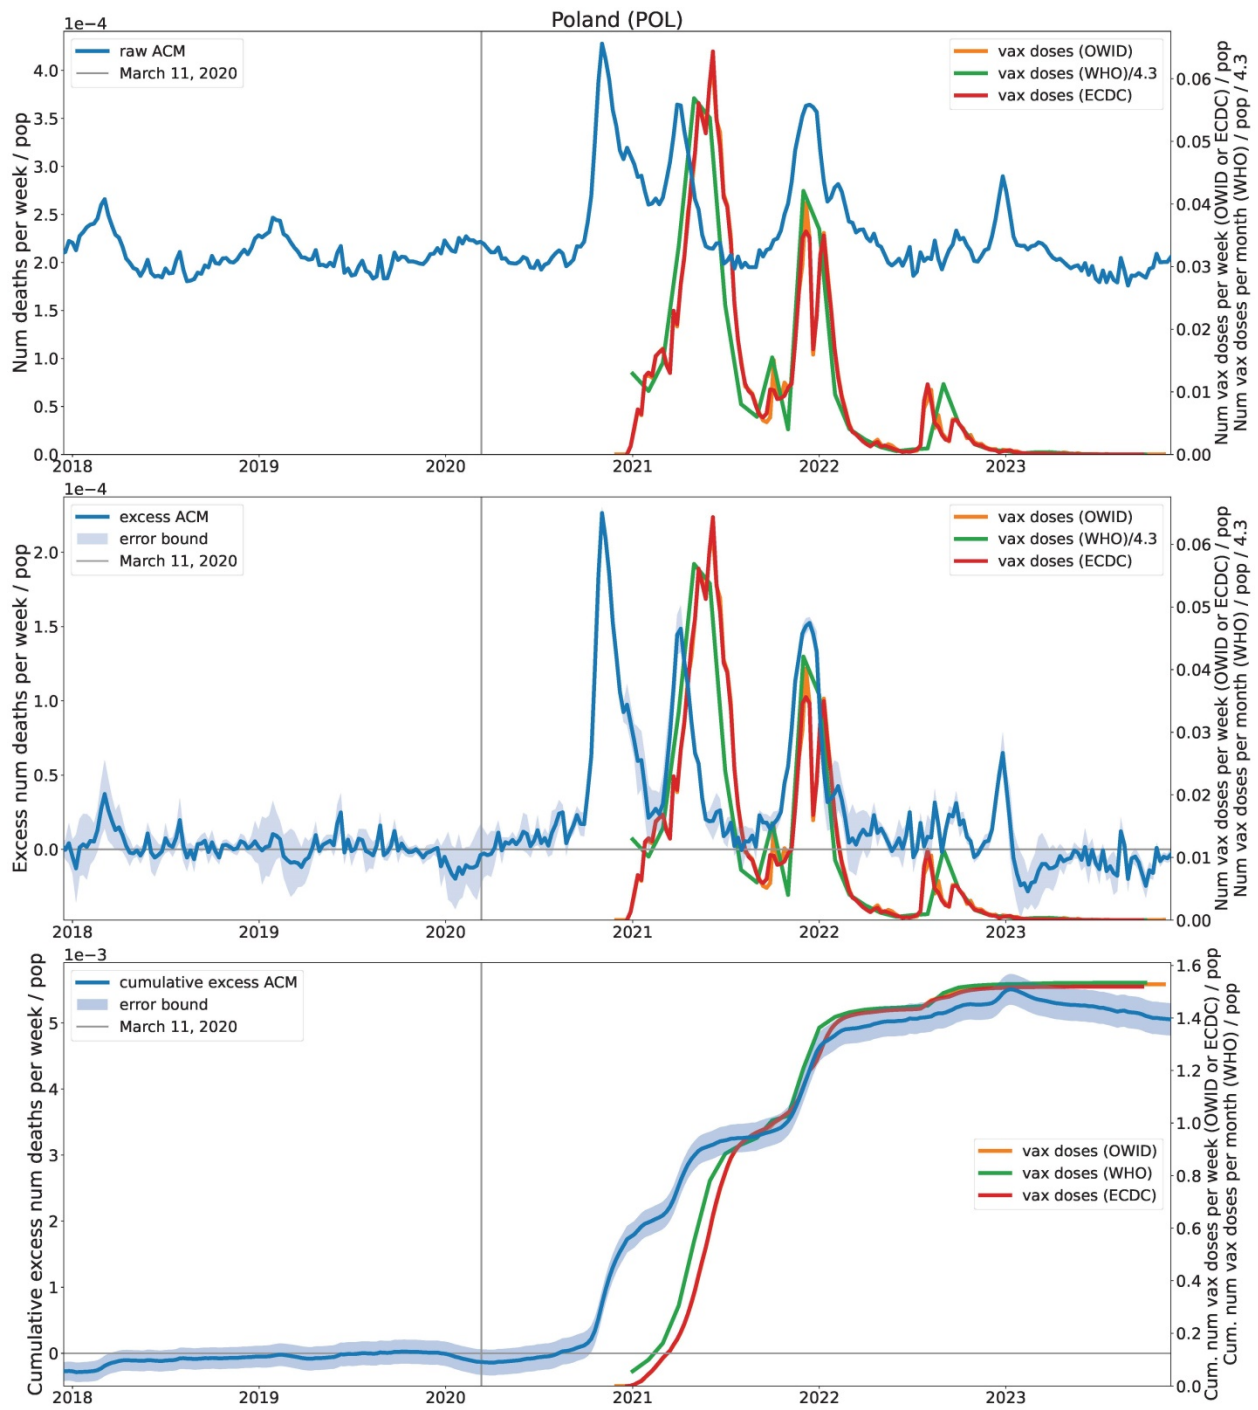 Poland (POL)
1e−4
raw ACM
March 11, 2020
vax doses (OWID)
vax doses (WHO)/4.3
vax doses (ECDC)
Num deaths per week / pop
4.0
3.5
3.0
2.5
2.0
1.5
1.0
0.5
0.0
0.06
0.05
0.04
0.03
0.02
0.01
0.00
Num vax doses per week (OWID or ECDC) / pop
Num vax doses per month (WHO) / pop / 4.3
2018 2019 2020 2021 2022 2023
1e−4
excess ACM
error bound
March 11, 2020
vax doses (OWID)
vax doses (WHO)/4.3
vax doses (ECDC)
Excess num deaths per week / pop
2.0
1.5
1.0
0.5
0.0
0.06
0.05
0.04
0.03
0.02
0.01
0.00
Num vax doses per week (OWID or ECDC) / pop
Num vax doses per month (WHO) / pop / 4.3
2018 2019 2020 2021 2022 2023
1e−3
cumulative excess ACM
error bound
March 11, 2020
vax doses (OWID)
vax doses (WHO)
vax doses (ECDC)
Cumulative excess num deaths per week / pop
5
4
3
2
1
0
1.6
1.4
1.2
1.0
0.8
0.6
0.4
0.2
0.0
Cum. num vax doses per week (OWID or ECDC) / pop
Cum. num vax doses per month (WHO) / pop
2018 2019 2020 2021 2022 2023